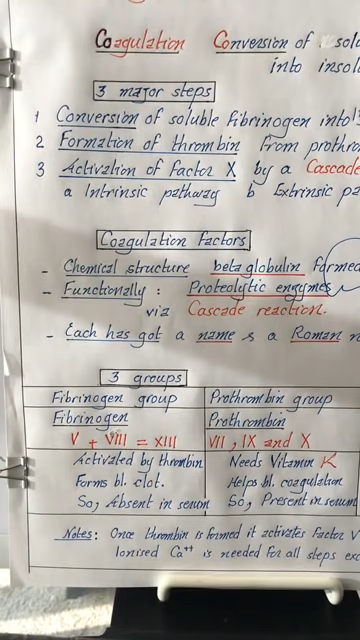 Coagulation Conversion of solu
into insol
3 major steps
1 Conversion of soluble fibrinogen into
2 Formation of thrombin from prothro
3 Activation of factor X by a Cascade
a Intrinsic pathway b Extrinsic pa
Coagulation factors
- Chemical structure beta globulin formed
- Functionally : Proteolytic enzymes
via Cascade reaction.
- Each has got a name & a Roman n
3 groups
Fibrinogen group Prothrombin group
Fibrinogen Prothrombin
V + VIII = XIII VII, IX and X
Activated by thrombin Needs Vitamin K
Forms bl. clot. Helps bl. coagulation
So, Absent in serum So, Present in serum
Notes: Once thrombin is formed it activates factor V
Ionised Ca++ is needed for all steps exc